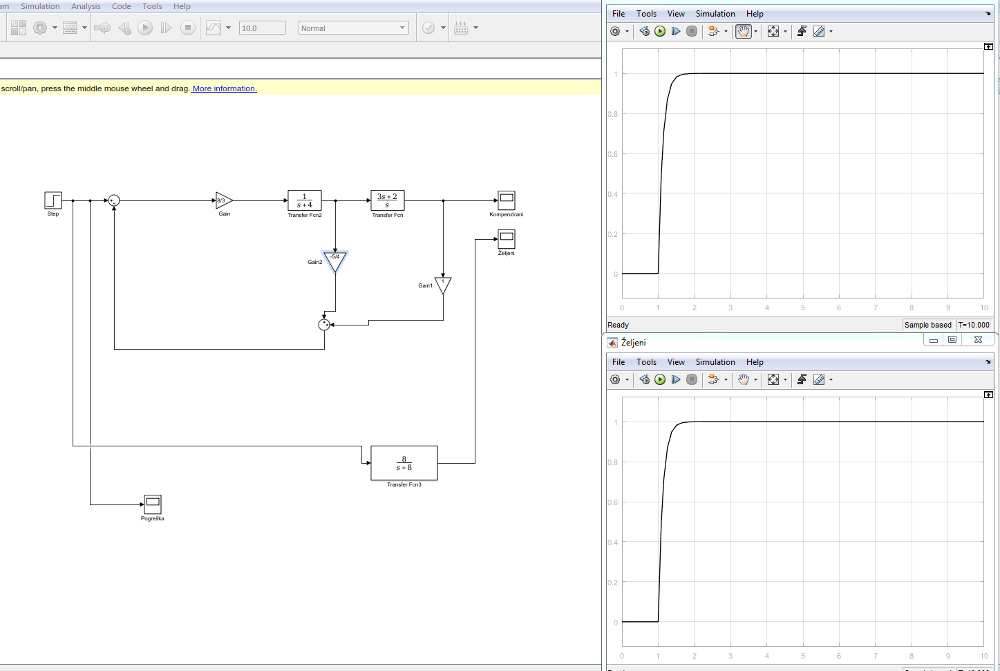 am Simulation Analysis Code Tools Help
10.0 Normal
scroll/pan, press the middle mouse wheel and drag. More information.
Step
8/3
Gain
1
s + 4
Transfer Fcn2
3s + 2
s
Transfer Fcn
Kompenzirani
Željeni
-5/4
Gain2
1
Gain1
8
s + 8
Transfer Fcn3
Pogreška
File Tools View Simulation Help
1
0.8
0.6
0.4
0.2
0
0 1 2 3 4 5 6 7 8 9 10
Ready Sample based T=10.000
Željeni
File Tools View Simulation Help
1
0.8
0.6
0.4
0.2
0
0 1 2 3 4 5 6 7 8 9 10